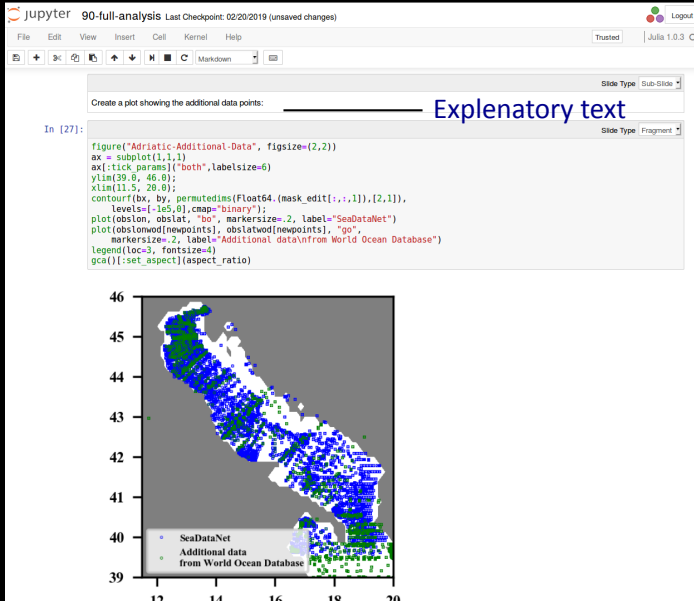 jupyter 90-full-analysis Last Checkpoint: 02/20/2019 (unsaved changes)
Logout
File Edit View Insert Cell Kernel Help
Trusted Julia 1.0.3
Markdown
Slide Type Sub-Slide
Create a plot showing the additional data points:
Explenatory text
In [27]:
Slide Type Fragment
figure("Adriatic-Additional-Data", figsize=(2,2))
ax = subplot(1,1,1)
ax[:tick_params]("both",labelsize=6)
ylim(39.0, 46.0);
xlim(11.5, 20.0);
contourf(bx, by, permutedims(Float64.(mask_edit[:,:,1]),[2,1]),
levels=[-1e5,0],cmap="binary");
plot(obslon, obslat, "bo", markersize=.2, label="SeaDataNet")
plot(obslonwod[newpoints], obslatwod[newpoints], "go",
markersize=.2, label="Additional data\nfrom World Ocean Database")
legend(loc=3, fontsize=4)
gca()[:set_aspect](aspect_ratio)
46
45
44
43
42
41
40
39
SeaDataNet
Additional data
from World Ocean Database
12 14 16 18 20